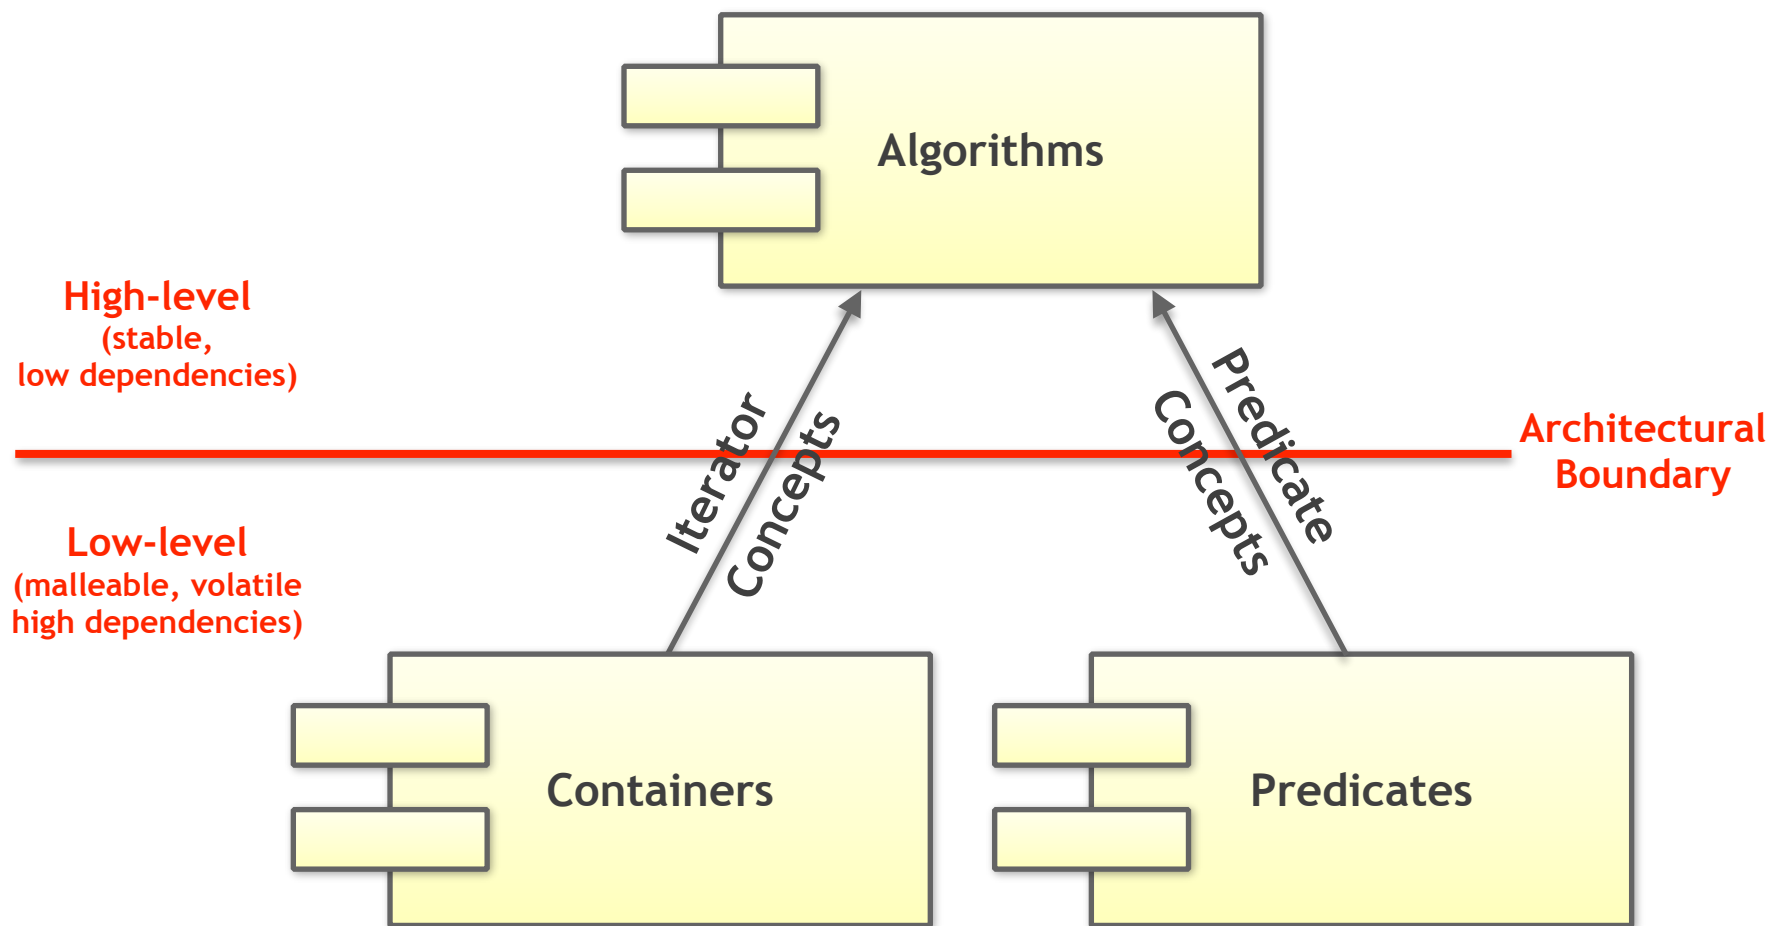 Algorithms
High-level
(stable,
low dependencies)
Iterator
Concepts
Predicate
Concepts
Architectural
Boundary
Low-level
(malleable, volatile
high dependencies)
Containers
Predicates